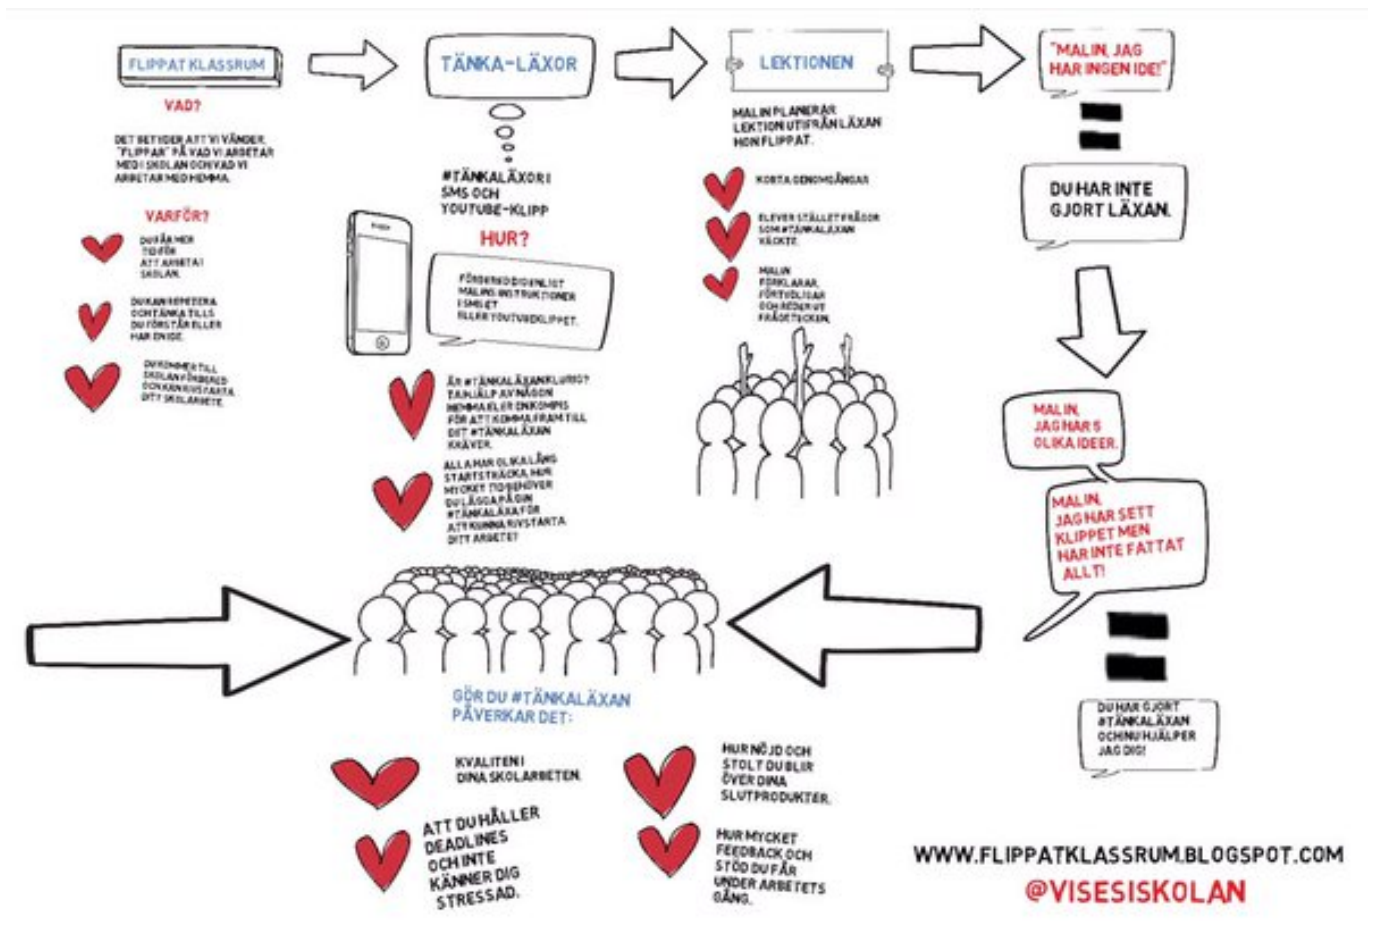 FLIPPAT KLASSRUM
VAD?
DET BETYDER ATT VI VÄNDER,
"FLIPPAR" PÅ VAD VI ARBETAR
MED I SKOLAN OCH VAD VI
ARBETAR MED HEMMA.
VARFÖR?
DU FÅR MER
TID FÖR
ATT ARBETA I
SKOLAN.
DU KAN REPETERA
OCH TÄNKA TILLS
DU FÖRSTÅR ELLER
HAR EN IDE.
DU KOMMER TILL
SKOLAN FÖRBERED
OCH KAN RIVSTARTA
DITT SKOLARBETE.
TÄNKA-LÄXOR
#TÄNKALÄXOR I
SMS OCH
YOUTUBE-KLIPP
HUR?
FÖRBERED DIG ENLIGT
MALINS INSTRUKTIONER
I SMSET
ELLER YOUTUBEKLIPPET.
ÄR #TÄNKALÄXAN KLURIG?
TA HJÄLP AV NÅGON
HEMMA ELLER EN KOMPIS
FÖR ATT KOMMA FRAM TILL
DET #TÄNKALÄXAN
KRÄVER.
ALLA HAR OLIKA LÅNG
STARTSTRÄCKA, HUR
MYCKET TID BEHÖVER
DU LÄGGA PÅ DIN
#TÄNKALÄXA FÖR
ATT KUNNA RIVSTARTA
DITT ARBETE?
LEKTIONEN
MALIN PLANERAR
LEKTION UTIFRÅN LÄXAN
HON FLIPPAT.
KORTA GENOMGÅNGAR
ELEVER STÄLLET FRÅGOR
SOM #TÄNKALÄXAN
VÄCKTE.
MALIN
FÖRKLARAR,
FÖRTYDLIGAR
OCH REDER UT
FRÅGETECKEN.
"MALIN, JAG
HAR INGEN IDE!"
DU HAR INTE
GJORT LÄXAN.
MALIN,
JAG HAR 5
OLIKA IDEER.
MALIN,
JAG HAR SETT
KLIPPET MEN
HAR INTE FATTAT
ALLT!
DU HAR GJORT
#TÄNKALÄXAN
OCH NU HJÄLPER
JAG DIG!
GÖR DU #TÄNKALÄXAN
PÅVERKAR DET:
KVALITEN I
DINA SKOLARBETEN.
ATT DU HÅLLER
DEADLINES
OCH INTE
KÄNNER DIG
STRESSAD.
HUR NÖJD OCH
STOLT DU BLIR
ÖVER DINA
SLUTPRODUKTER.
HUR MYCKET
FEEDBACK OCH
STÖD DU FÅR
UNDER ARBETETS
GÅNG.
WWW.FLIPPATKLASSRUM.BLOGSPOT.COM
@VISESISKOLAN